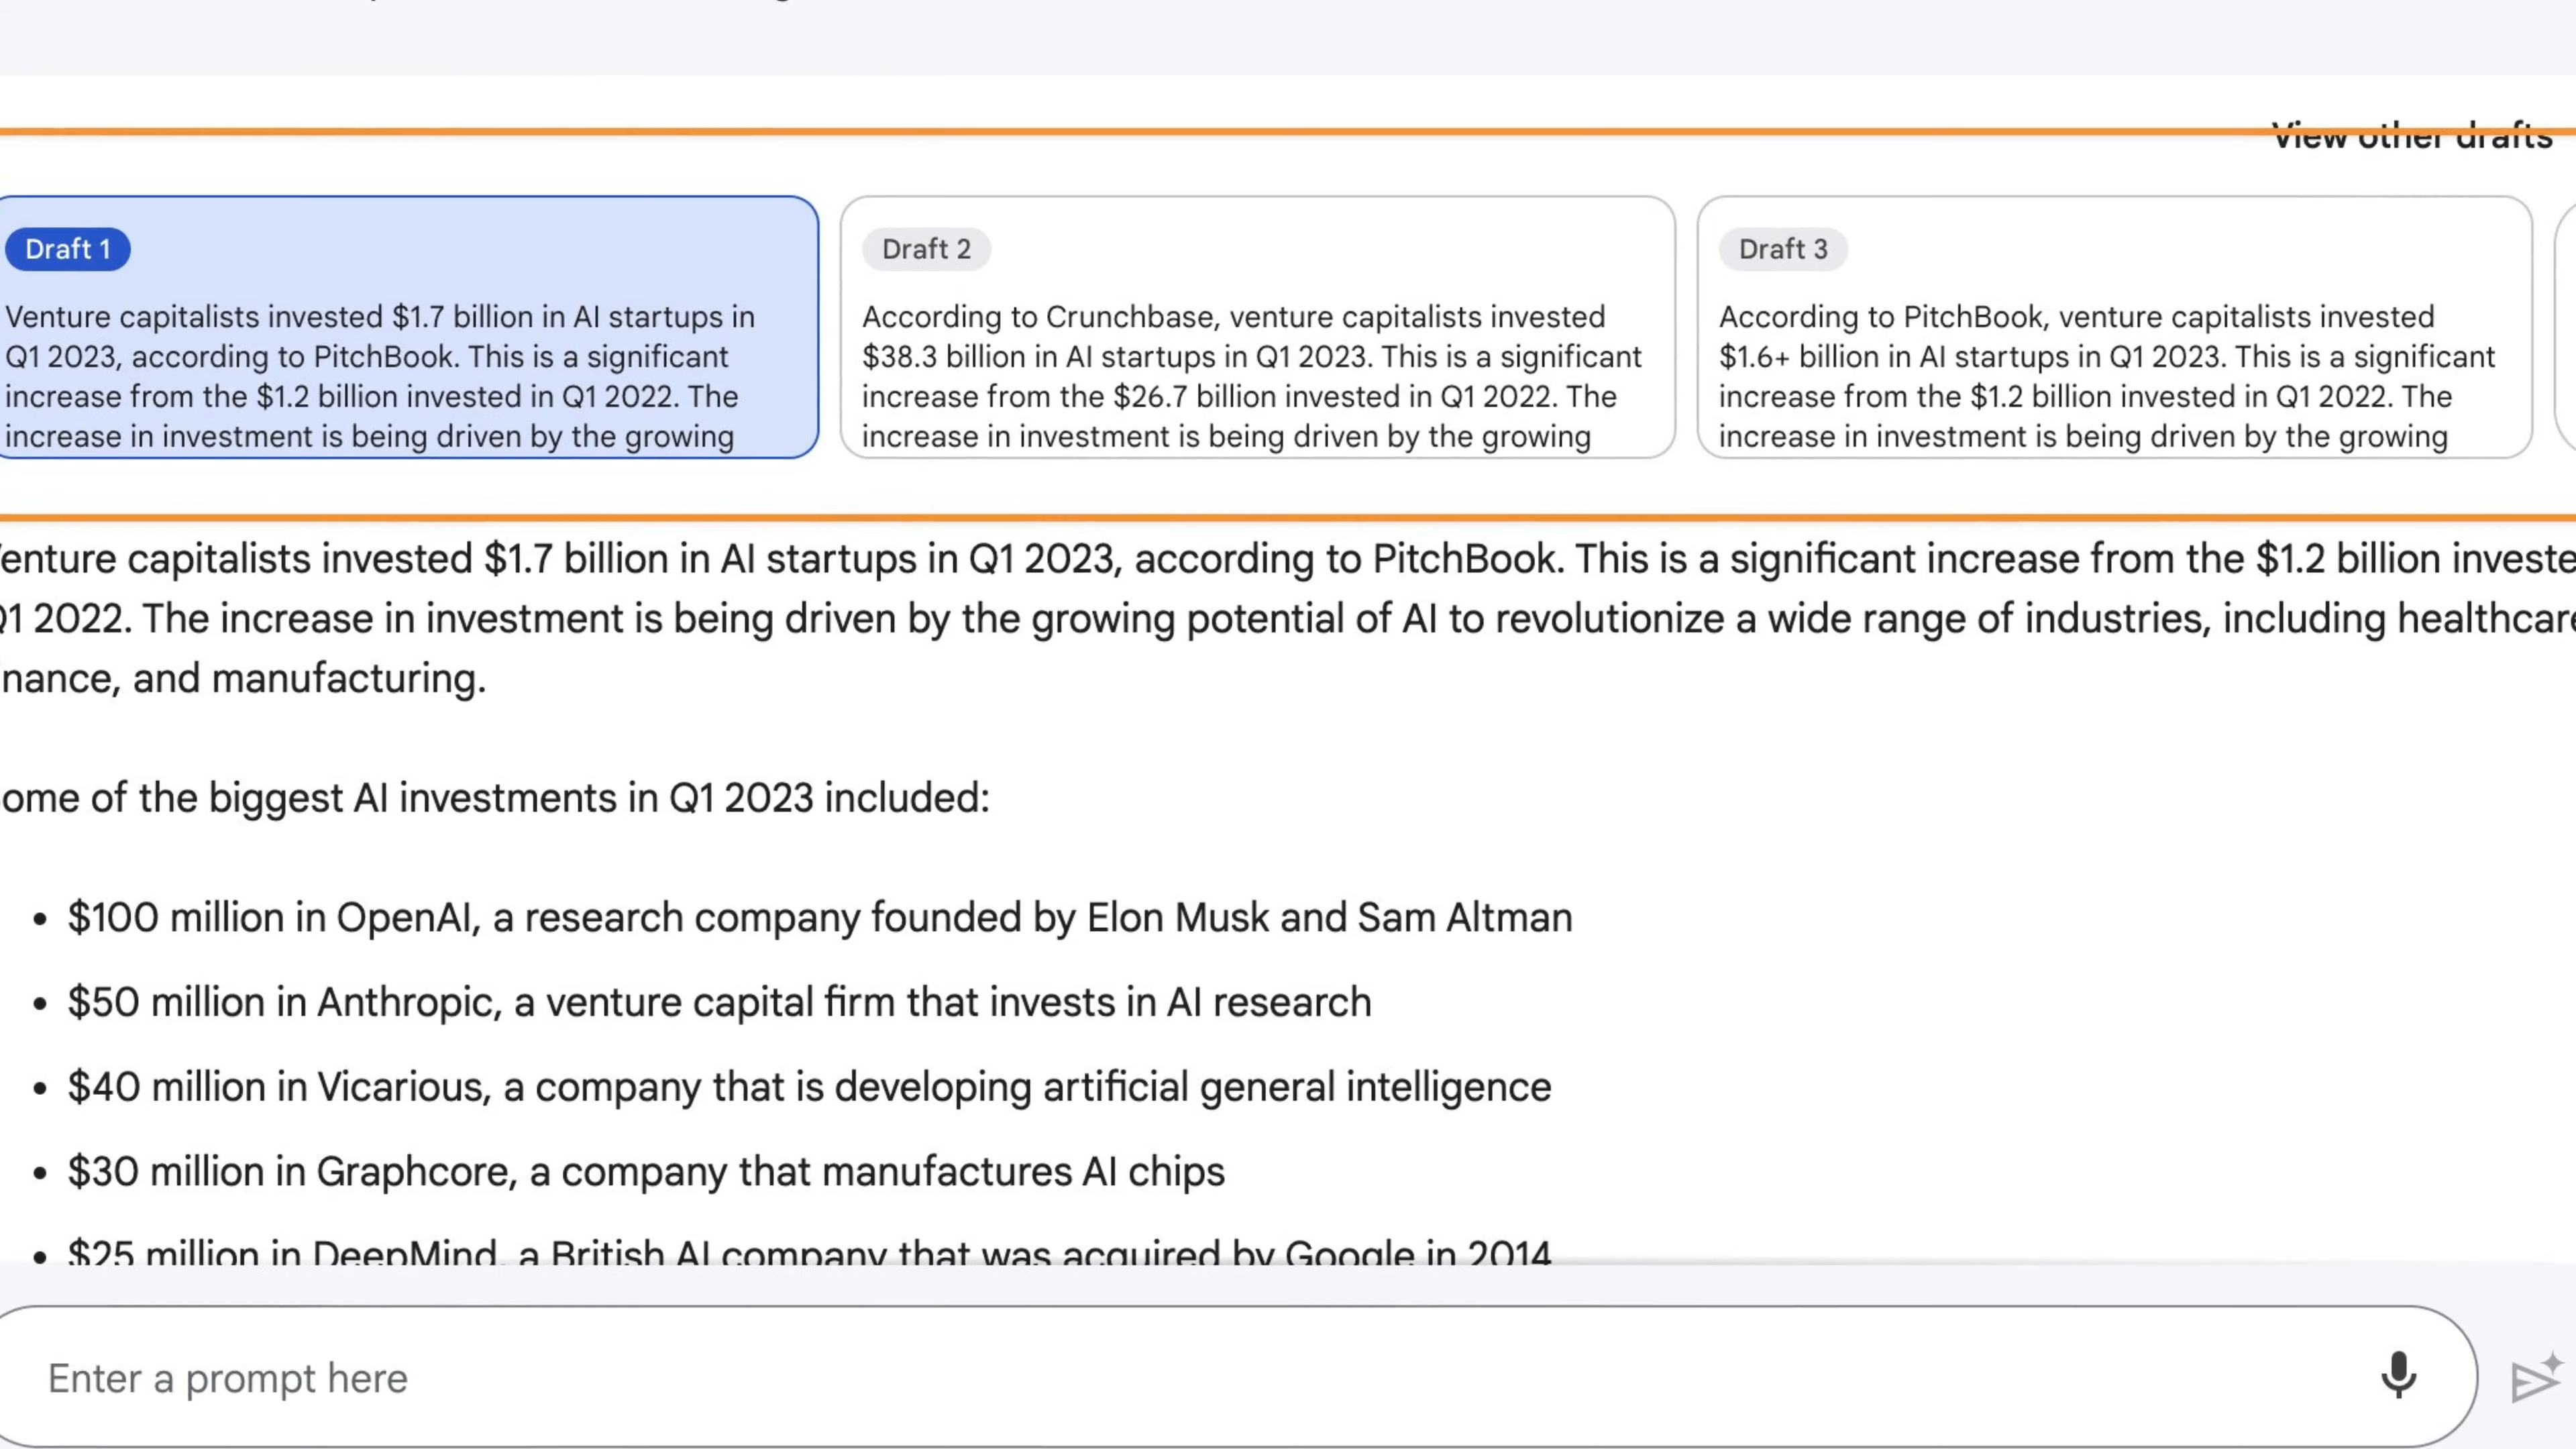 View other drafts
Draft 1
Venture capitalists invested $1.7 billion in AI startups in
Q1 2023, according to PitchBook. This is a significant
increase from the $1.2 billion invested in Q1 2022. The
increase in investment is being driven by the growing
Draft 2
According to Crunchbase, venture capitalists invested
$38.3 billion in AI startups in Q1 2023. This is a significant
increase from the $26.7 billion invested in Q1 2022. The
increase in investment is being driven by the growing
Draft 3
According to PitchBook, venture capitalists invested
$1.6+ billion in AI startups in Q1 2023. This is a significant
increase from the $1.2 billion invested in Q1 2022. The
increase in investment is being driven by the growing
enture capitalists invested $1.7 billion in AI startups in Q1 2023, according to PitchBook. This is a significant increase from the $1.2 billion investe
Q1 2022. The increase in investment is being driven by the growing potential of AI to revolutionize a wide range of industries, including healthcare
nance, and manufacturing.
ome of the biggest AI investments in Q1 2023 included:
• $100 million in OpenAI, a research company founded by Elon Musk and Sam Altman
• $50 million in Anthropic, a venture capital firm that invests in AI research
• $40 million in Vicarious, a company that is developing artificial general intelligence
• $30 million in Graphcore, a company that manufactures AI chips
• $25 million in DeepMind, a British AI company that was acquired by Google in 2014
Enter a prompt here